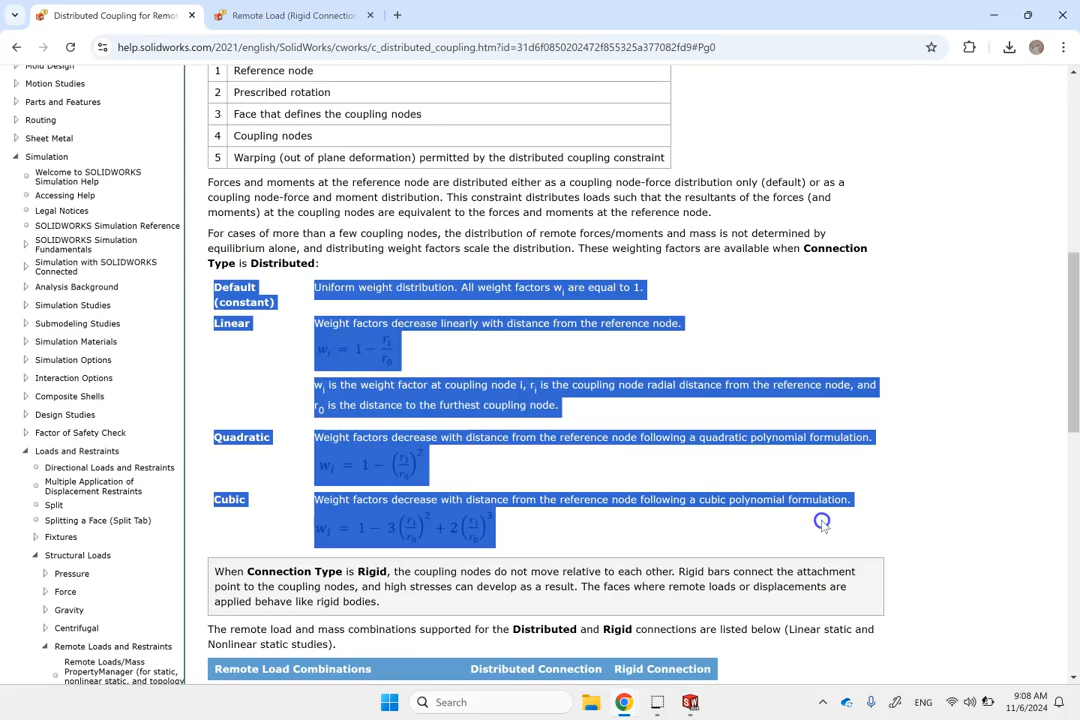 Distributed Coupling for Remot
Remote Load (Rigid Connection
help.solidworks.com/2021/english/SolidWorks/cworks/c_distributed_coupling.htm?id=31d6f0850202472f855325a377082fd9#Pg0
Mold Design
Motion Studies
Parts and Features
Routing
Sheet Metal
Simulation
Welcome to SOLIDWORKS
Simulation Help
Accessing Help
Legal Notices
SOLIDWORKS Simulation Reference
SOLIDWORKS Simulation
Fundamentals
Simulation with SOLIDWORKS
Connected
Analysis Background
Simulation Studies
Submodeling Studies
Simulation Materials
Simulation Options
Interaction Options
Composite Shells
Design Studies
Factor of Safety Check
Loads and Restraints
Directional Loads and Restraints
Multiple Application of
Displacement Restraints
Split
Splitting a Face (Split Tab)
Fixtures
Structural Loads
Pressure
Force
Gravity
Centrifugal
Remote Loads and Restraints
Remote Loads/Mass
PropertyManager (for static,
nonlinear static, and topology
1 Reference node
2 Prescribed rotation
3 Face that defines the coupling nodes
4 Coupling nodes
5 Warping (out of plane deformation) permitted by the distributed coupling constraint
Forces and moments at the reference node are distributed either as a coupling node-force distribution only (default) or as a
coupling node-force and moment distribution. This constraint distributes loads such that the resultants of the forces (and
moments) at the coupling nodes are equivalent to the forces and moments at the reference node.
For cases of more than a few coupling nodes, the distribution of remote forces/moments and mass is not determined by
equilibrium alone, and distributing weight factors scale the distribution. These weighting factors are available when Connection
Type is Distributed:
Default Uniform weight distribution. All weight factors wi are equal to 1.
(constant)
Linear Weight factors decrease linearly with distance from the reference node.
wi = 1 − ri/r0
wi is the weight factor at coupling node i, ri is the coupling node radial distance from the reference node, and
r0 is the distance to the furthest coupling node.
Quadratic Weight factors decrease with distance from the reference node following a quadratic polynomial formulation.
wi = 1 − (ri/r0)²
Cubic Weight factors decrease with distance from the reference node following a cubic polynomial formulation.
wi = 1 − 3(ri/r0)² + 2(ri/r0)³
When Connection Type is Rigid, the coupling nodes do not move relative to each other. Rigid bars connect the attachment
point to the coupling nodes, and high stresses can develop as a result. The faces where remote loads or displacements are
applied behave like rigid bodies.
The remote load and mass combinations supported for the Distributed and Rigid connections are listed below (Linear static and
Nonlinear static studies).
Remote Load Combinations Distributed Connection Rigid Connection
Search
ENG
9:08 AM
11/6/2024